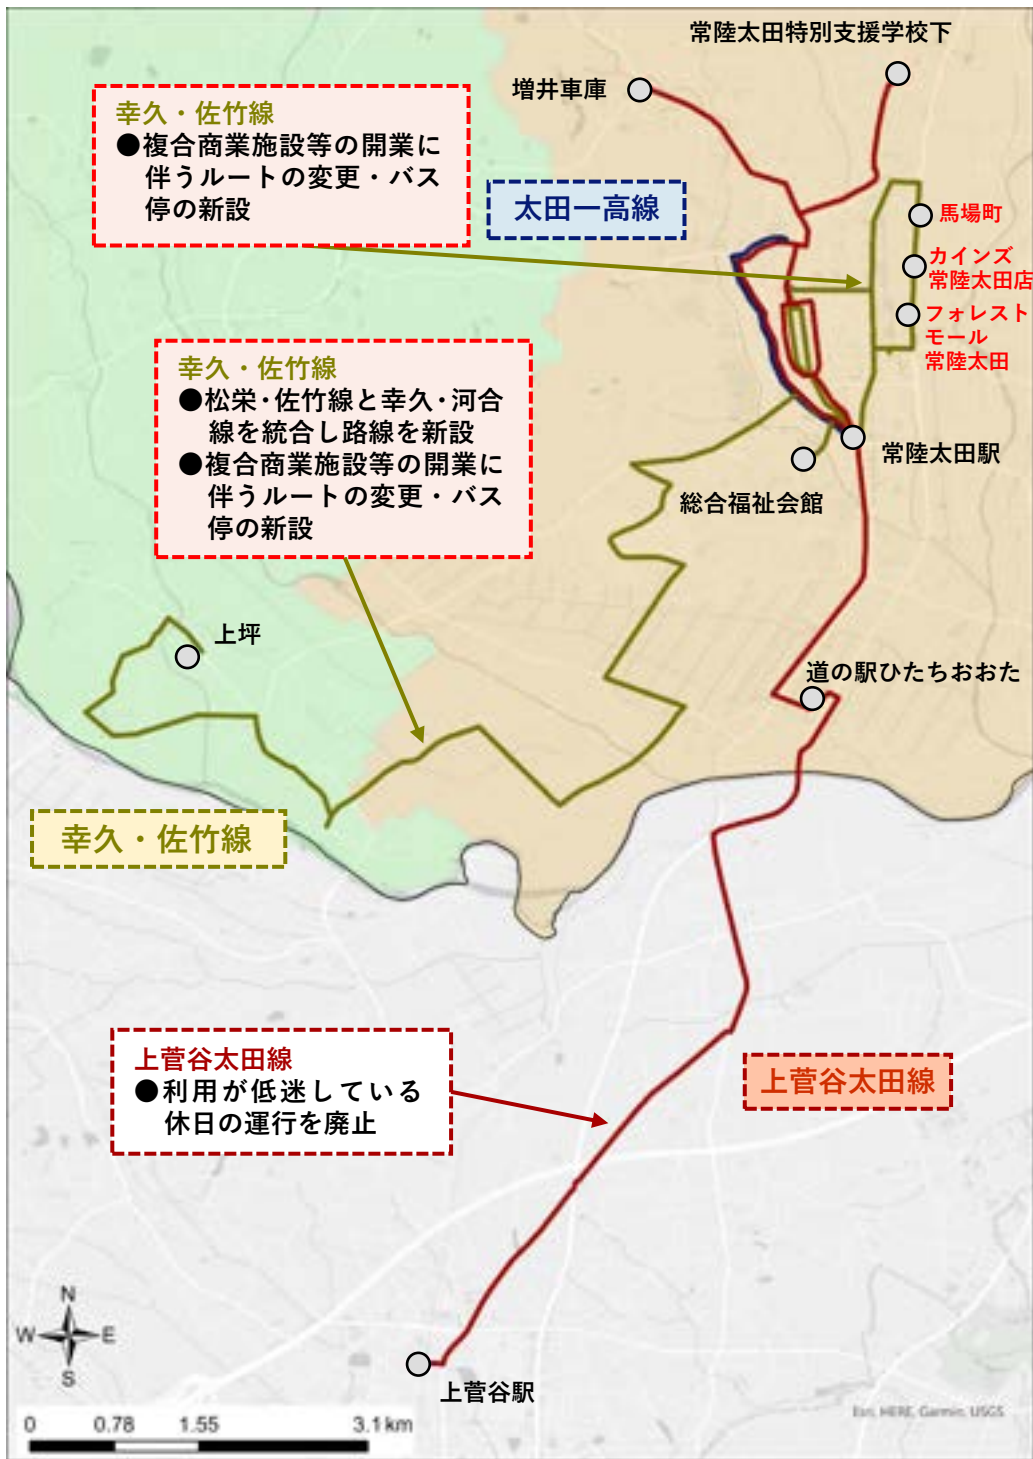 常陸太田特別支援学校下
増井車庫
幸久・佐竹線
●複合商業施設等の開業に
伴うルートの変更・バス
停の新設
太田一高線
馬場町
カインズ
常陸太田店
フォレスト
モール
常陸太田
幸久・佐竹線
●松栄・佐竹線と幸久・河合
線を統合し路線を新設
●複合商業施設等の開業に
伴うルートの変更・バス
停の新設
常陸太田駅
総合福祉会館
上坪
道の駅ひたちおおた
幸久・佐竹線
上菅谷太田線
●利用が低迷している
休日の運行を廃止
上菅谷太田線
N
W E
S
上菅谷駅
0 0.78 1.55 3.1 km
Esri, HERE, Garmin, USGS